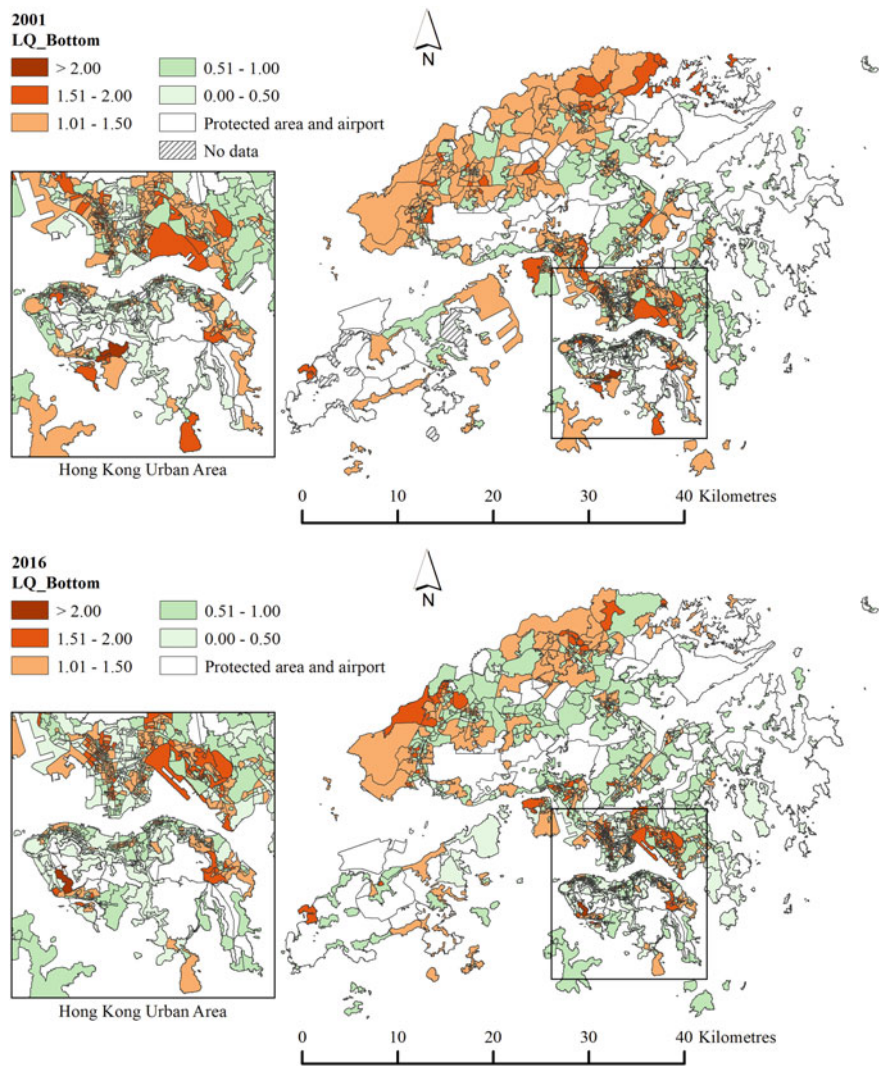 2001
LQ_Bottom
> 2.00
0.51 - 1.00
1.51 - 2.00
0.00 - 0.50
1.01 - 1.50
Protected area and airport
No data
N
Hong Kong Urban Area
0 10 20 30 40 Kilometres
2016
LQ_Bottom
> 2.00
0.51 - 1.00
1.51 - 2.00
0.00 - 0.50
1.01 - 1.50
Protected area and airport
N
Hong Kong Urban Area
0 10 20 30 40 Kilometres